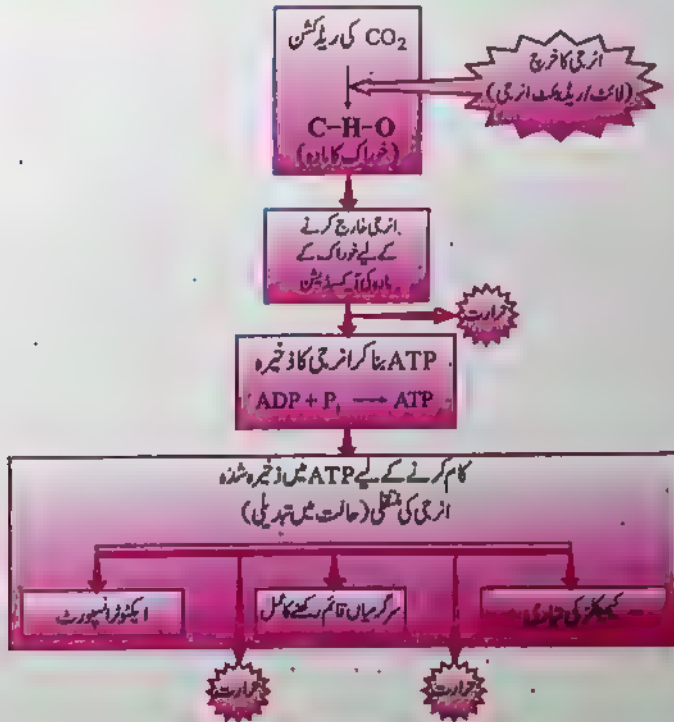 CO₂ کی ریڈکشن
C-H-O
(خوراک کا مادہ)
انرجی کا خرچ
(لائٹ/ریڈیئنٹ انرجی)
انرجی خارج کرنے
کے لیے خوراک کے
مادہ کی آکسیڈیشن
حرارت
ATP بنا کر انرجی کا ذخیرہ
ADP + Pi ⟶ ATP
کام کرنے کے لیے ATP میں ذخیرہ شدہ
انرجی کی منتقلی (حالت میں تبدیلی)
کیمیکلز کی تیاری
سرگرمیاں قائم رکھنے کا عمل
ایکٹو ٹرانسپورٹ
حرارت
حرارت